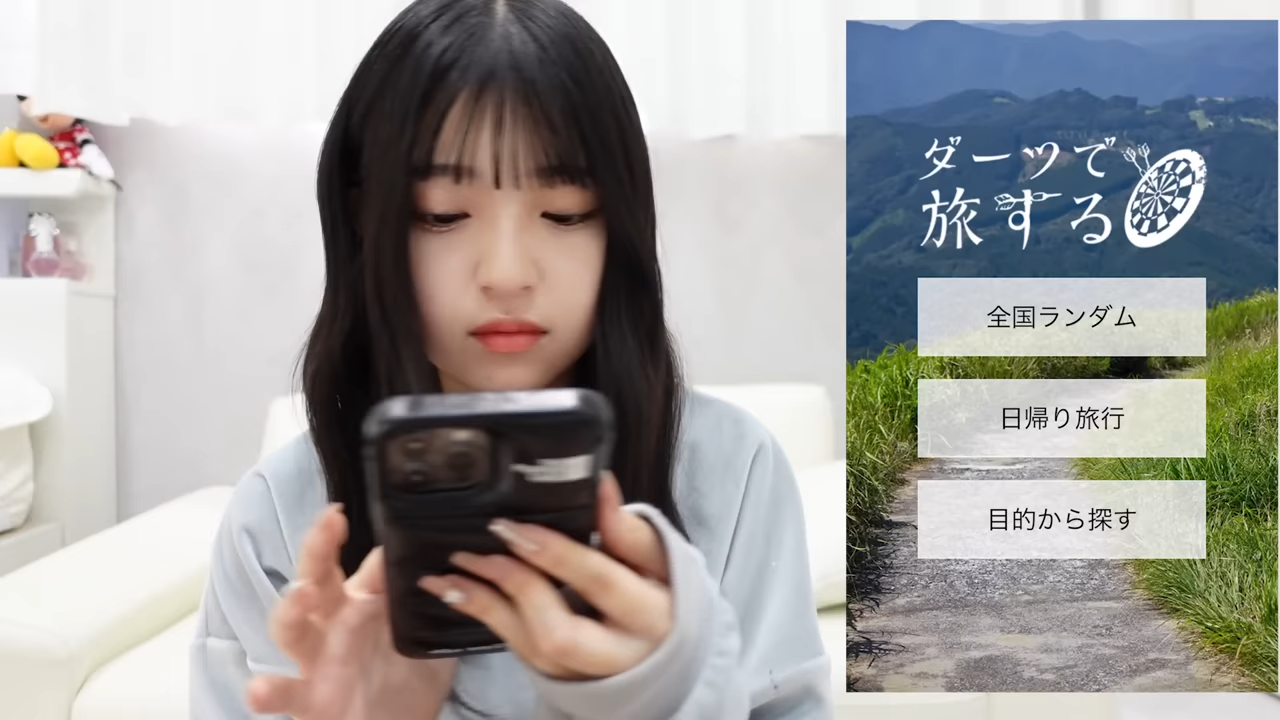 ダーツで
旅する
全国ランダム
日帰り旅行
目的から探す